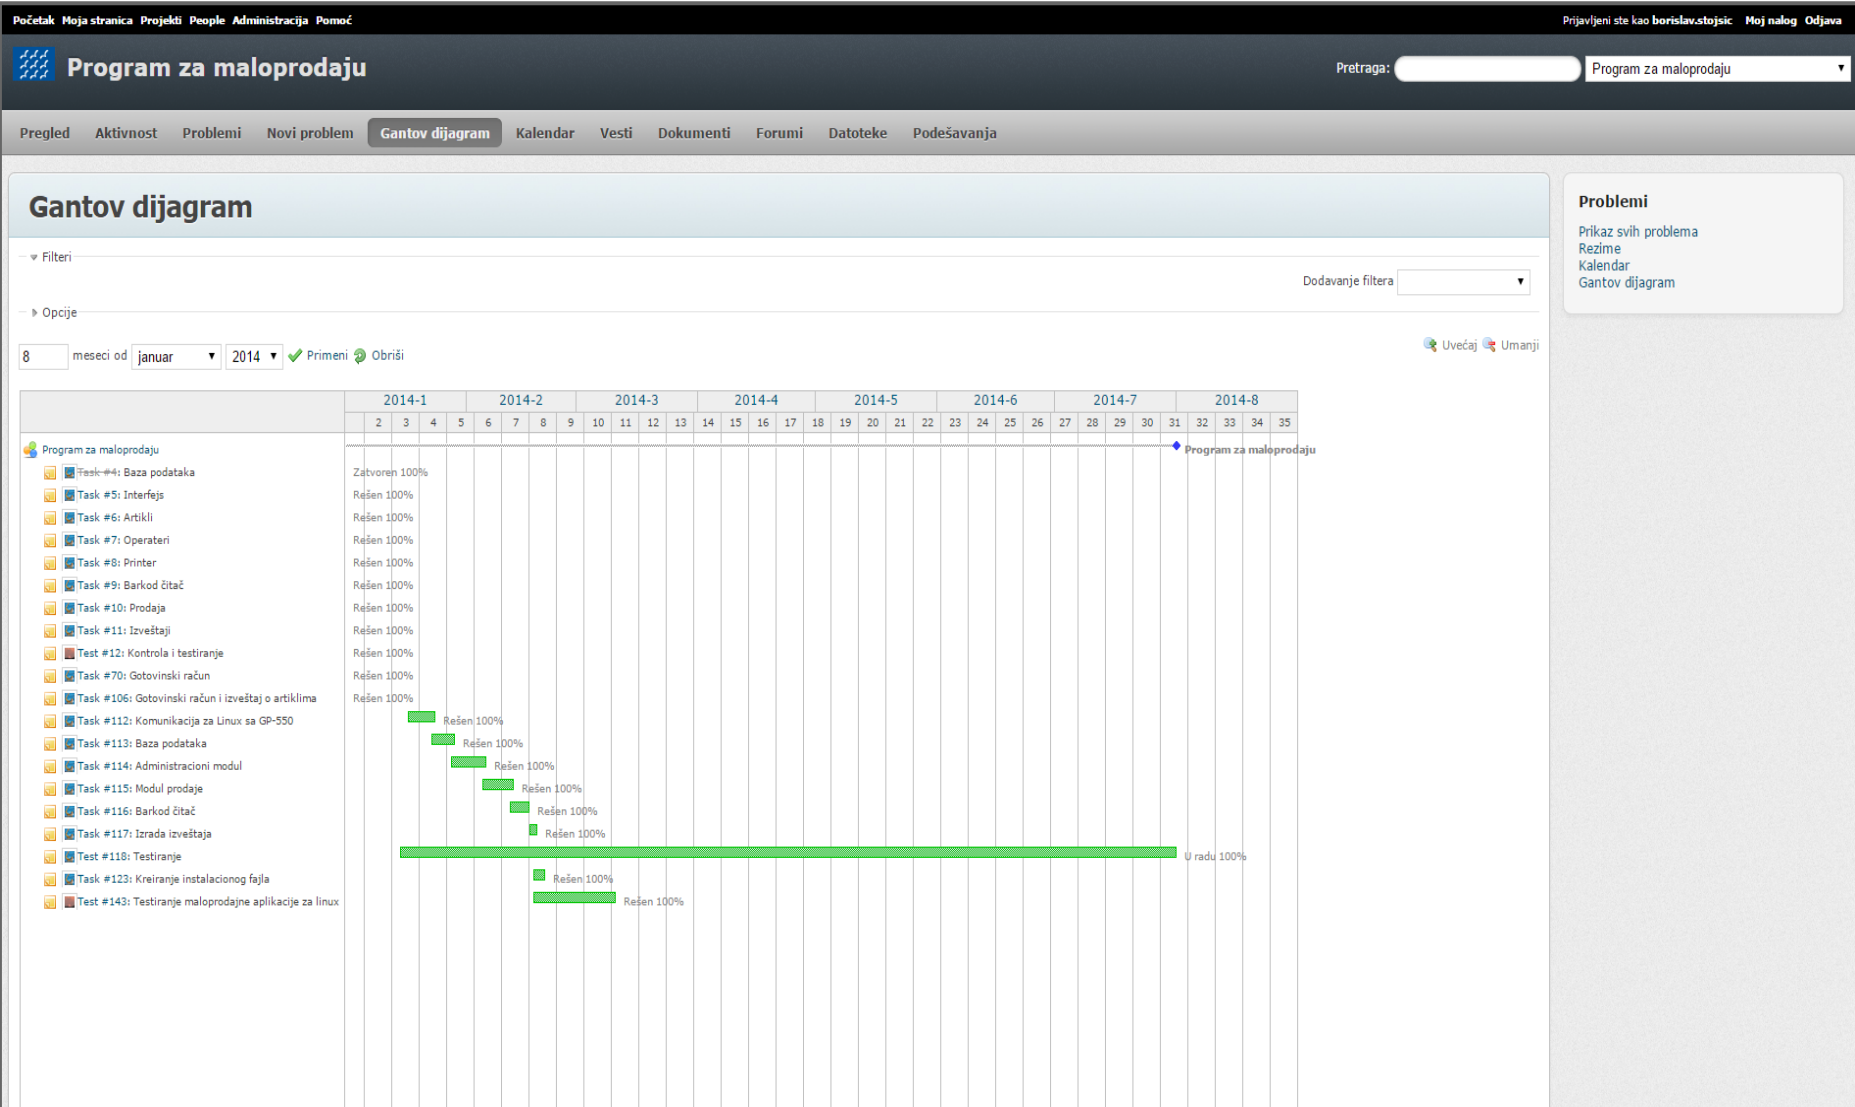 Početak Moja stranica Projekti People Administracija Pomoć
Prijavljeni ste kao borislav.stojsic Moj nalog Odjava
Program za maloprodaju
Pretraga: Program za maloprodaju
Pregled Aktivnost Problemi Novi problem Gantov dijagram Kalendar Vesti Dokumenti Forumi Datoteke Podešavanja
Gantov dijagram
Filteri
Dodavanje filtera
Opcije
8 meseci od januar 2014 Primeni Obriši
Uvećaj Umanji
2014-1 2014-2 2014-3 2014-4 2014-5 2014-6 2014-7 2014-8
2 3 4 5 6 7 8 9 10 11 12 13 14 15 16 17 18 19 20 21 22 23 24 25 26 27 28 29 30 31 32 33 34 35
Program za maloprodaju Program za maloprodaju
Task #4: Baza podataka Zatvoren 100%
Task #5: Interfejs Rešen 100%
Task #6: Artikli Rešen 100%
Task #7: Operateri Rešen 100%
Task #8: Printer Rešen 100%
Task #9: Barkod čitač Rešen 100%
Task #10: Prodaja Rešen 100%
Task #11: Izveštaji Rešen 100%
Test #12: Kontrola i testiranje Rešen 100%
Task #70: Gotovinski račun Rešen 100%
Task #106: Gotovinski račun i izveštaj o artiklima Rešen 100%
Task #112: Komunikacija za Linux sa GP-550 Rešen 100%
Task #113: Baza podataka Rešen 100%
Task #114: Administracioni modul Rešen 100%
Task #115: Modul prodaje Rešen 100%
Task #116: Barkod čitač Rešen 100%
Task #117: Izrada izveštaja Rešen 100%
Test #118: Testiranje U radu 100%
Task #123: Kreiranje instalacionog fajla Rešen 100%
Test #143: Testiranje maloprodajne aplikacije za linux Rešen 100%
Problemi
Prikaz svih problema
Rezime
Kalendar
Gantov dijagram